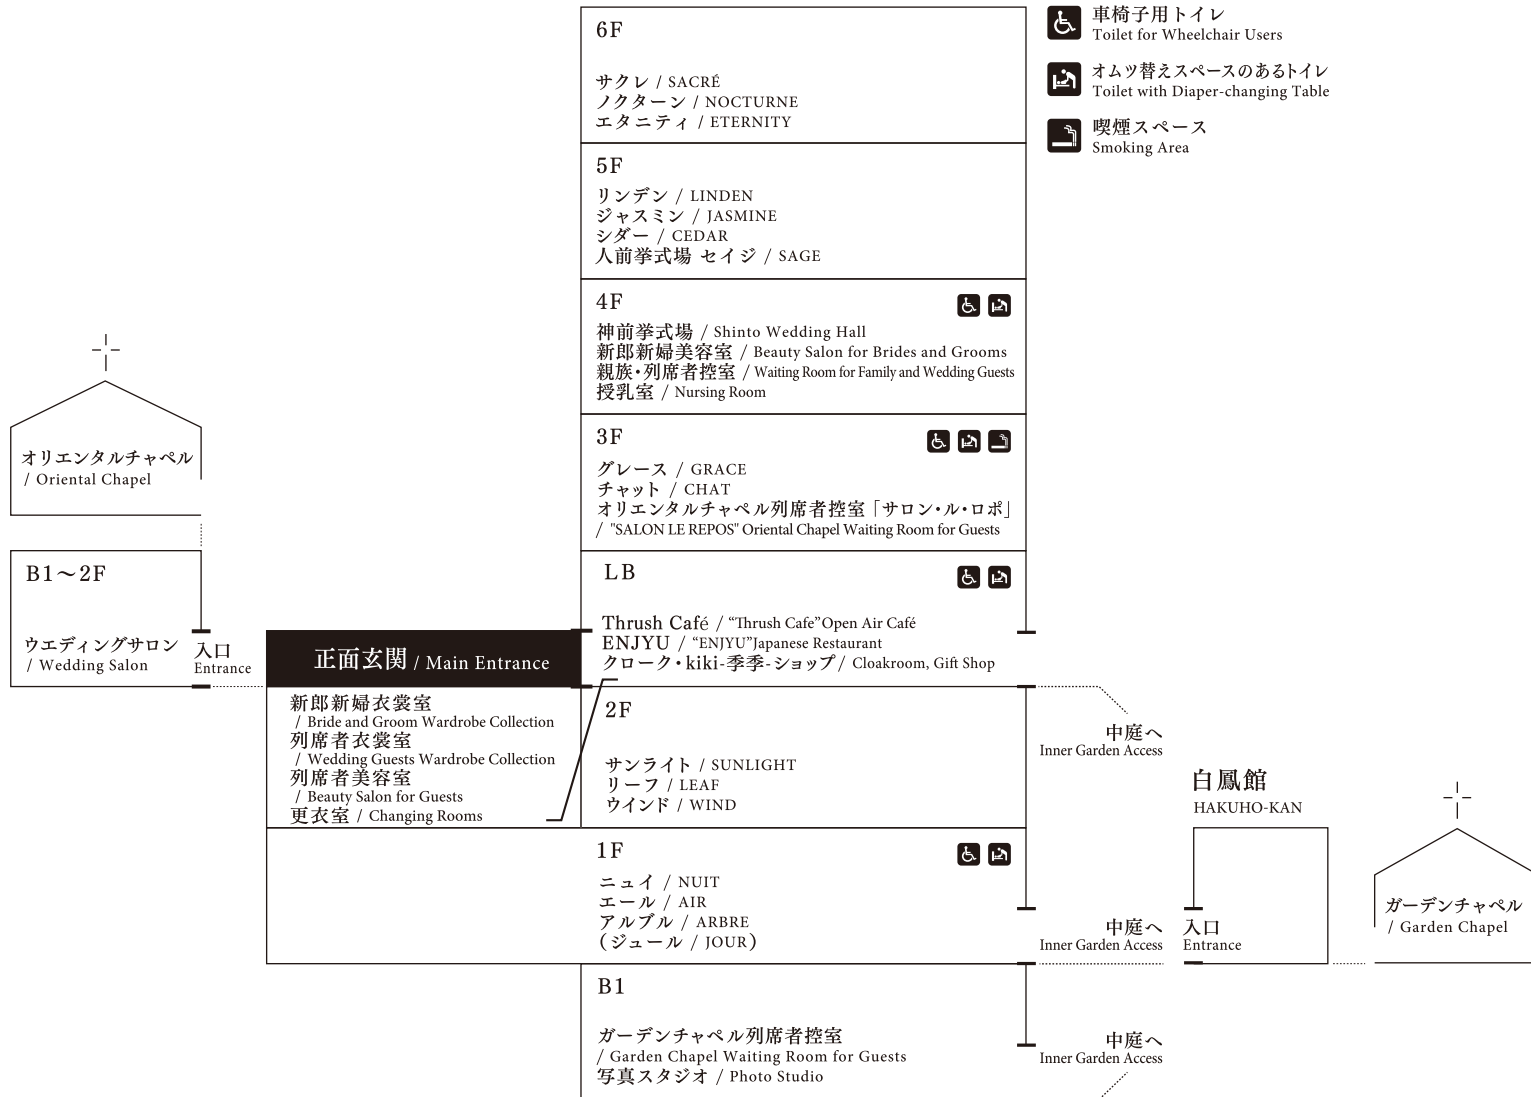 6F
サクレ / SACRÉ
ノクターン / NOCTURNE
エタニティ / ETERNITY
5F
リンデン / LINDEN
ジャスミン / JASMINE
シダー / CEDAR
人前挙式場 セイジ / SAGE
4F
神前挙式場 / Shinto Wedding Hall
新郎新婦美容室 / Beauty Salon for Brides and Grooms
親族・列席者控室 / Waiting Room for Family and Wedding Guests
授乳室 / Nursing Room
3F
グレース / GRACE
チャット / CHAT
オリエンタルチャペル列席者控室「サロン・ル・ロポ」
/ "SALON LE REPOS" Oriental Chapel Waiting Room for Guests
LB
Thrush Café / “Thrush Cafe”Open Air Café
ENJYU / “ENJYU”Japanese Restaurant
クローク・kiki-季季-ショップ / Cloakroom, Gift Shop
2F
サンライト / SUNLIGHT
リーフ / LEAF
ウインド / WIND
1F
ニュイ / NUIT
エール / AIR
アルブル / ARBRE
(ジュール / JOUR)
B1
ガーデンチャペル列席者控室
/ Garden Chapel Waiting Room for Guests
写真スタジオ / Photo Studio
車椅子用トイレ
Toilet for Wheelchair Users
オムツ替えスペースのあるトイレ
Toilet with Diaper-changing Table
喫煙スペース
Smoking Area
オリエンタルチャペル
/ Oriental Chapel
B1〜2F
ウエディングサロン
/ Wedding Salon
入口
Entrance
正面玄関 / Main Entrance
新郎新婦衣裳室
/ Bride and Groom Wardrobe Collection
列席者衣裳室
/ Wedding Guests Wardrobe Collection
列席者美容室
/ Beauty Salon for Guests
更衣室 / Changing Rooms
中庭へ
Inner Garden Access
白鳳館
HAKUHO-KAN
中庭へ
Inner Garden Access
入口
Entrance
ガーデンチャペル
/ Garden Chapel
中庭へ
Inner Garden Access